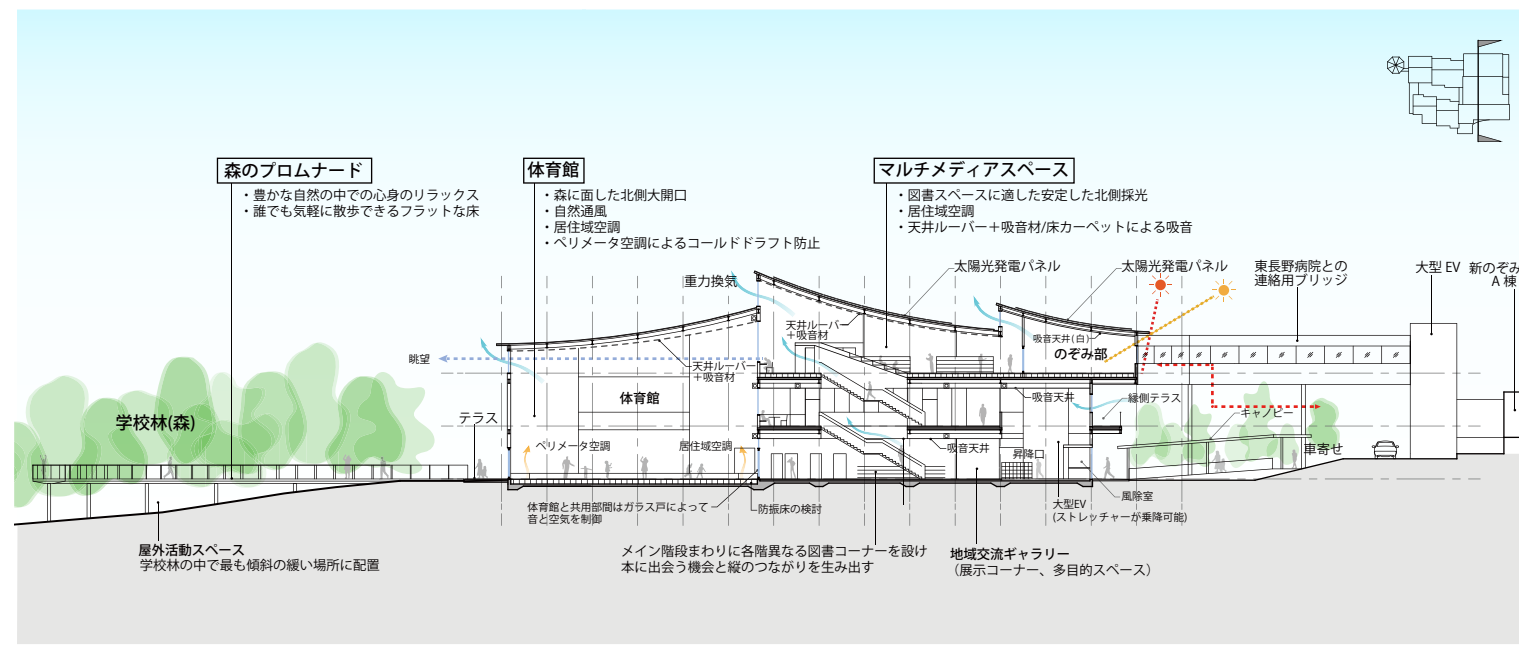 森のプロムナード
・豊かな自然の中での心身のリラックス
・誰でも気軽に散歩できるフラットな床
体育館
・森に面した北側大開口
・自然通風
・居住域空調
・ペリメータ空調によるコールドドラフト防止
マルチメディアスペース
・図書スペースに適した安定した北側採光
・居住域空調
・天井ルーバー＋吸音材/床カーペットによる吸音
重力換気
太陽光発電パネル
太陽光発電パネル
東長野病院との
連絡用ブリッジ
大型 EV
新のぞみ
A 棟
天井ルーバー
＋吸音材
吸音天井(白)
のぞみ部
眺望
天井ルーバー
＋吸音材
体育館
吸音天井
縁側テラス
キャノピー
学校林(森)
テラス
ペリメータ空調
居住域空調
吸音天井
昇降口
車寄せ
体育館と共用部間はガラス戸によって
音と空気を制御
防振床の検討
大型EV
(ストレッチャーが乗降可能)
風除室
屋外活動スペース
学校林の中で最も傾斜の緩い場所に配置
メイン階段まわりに各階異なる図書コーナーを設け
本に出会う機会と縦のつながりを生み出す
地域交流ギャラリー
（展示コーナー、多目的スペース）